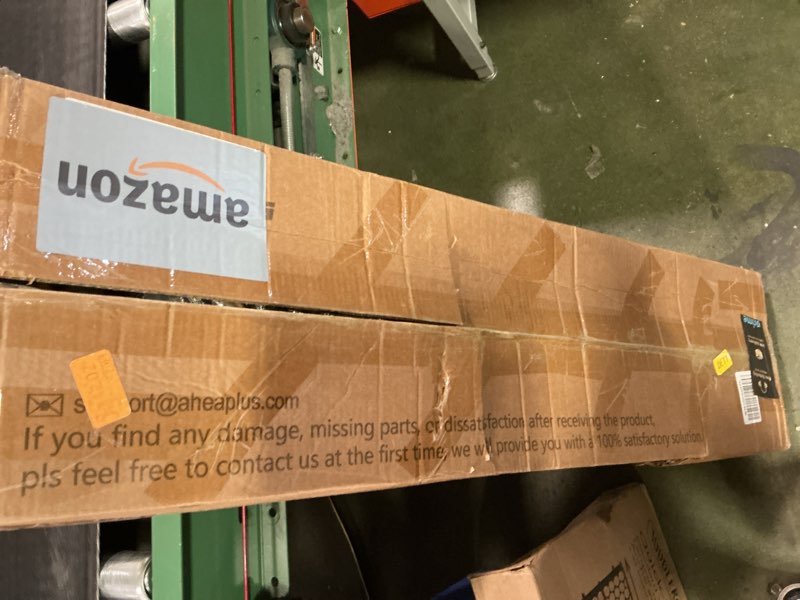 amazon
s ort@aheaplus.com
If you find any damage, missing parts, or dissatisfaction after receiving the product,
pls feel free to contact us at the first time, we will provide you with a 100% satisfactory solution.